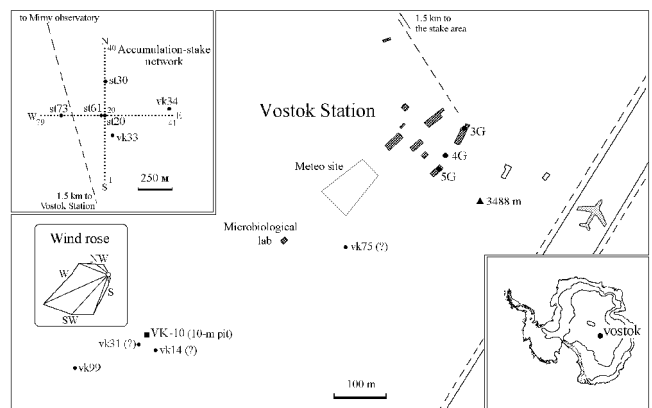 to Mirny observatory
N
40
Accumulation-stake
network
st30
st73
st61
20
vk34
W
79
E
41
st20
vk33
S
1
250 м
1.5 km to
Vostok Station
1.5 km to
the stake area
Vostok Station
3G
4G
5G
Meteo site
3488 m
Microbiological
lab
vk75 (?)
Wind rose
NW
W
S
SW
VK-10 (10-m pit)
vk31 (?)
vk14 (?)
vk99
100 m
vostok